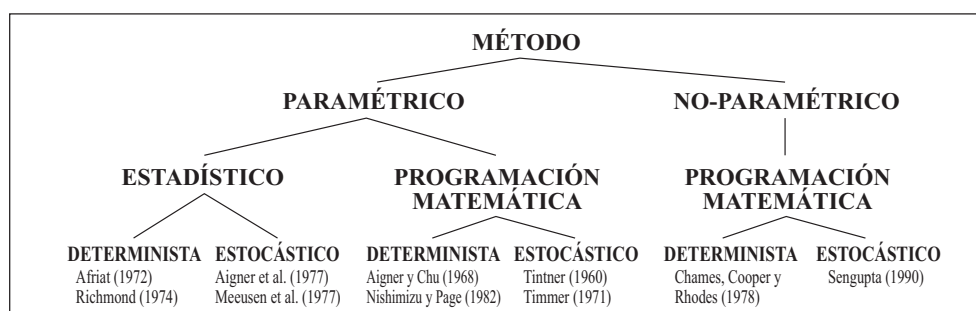 MÉTODO
PARAMÉTRICO
NO-PARAMÉTRICO
ESTADÍSTICO
PROGRAMACIÓN
MATEMÁTICA
PROGRAMACIÓN
MATEMÁTICA
DETERMINISTA
Afriat (1972)
Richmond (1974)
ESTOCÁSTICO
Aigner et al. (1977)
Meeusen et al. (1977)
DETERMINISTA
Aigner y Chu (1968)
Nishimizu y Page (1982)
ESTOCÁSTICO
Tintner (1960)
Timmer (1971)
DETERMINISTA
Chames, Cooper y
Rhodes (1978)
ESTOCÁSTICO
Sengupta (1990)